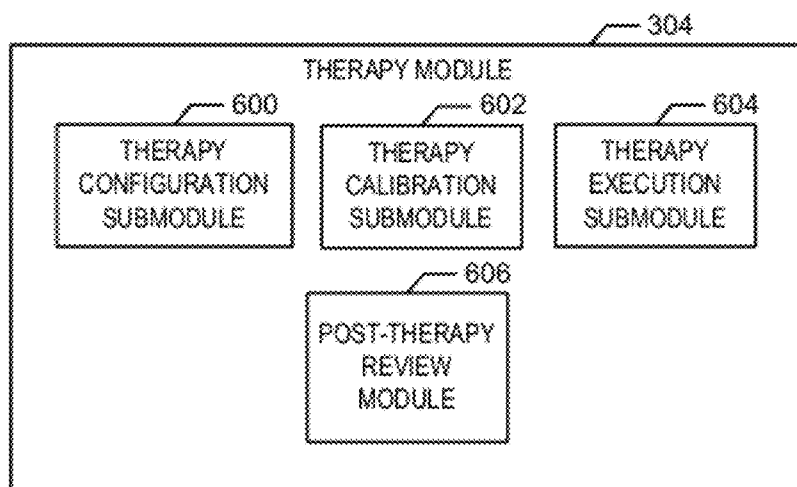 304
THERAPY MODULE
600
THERAPY
CONFIGURATION
SUBMODULE
602
THERAPY
CALIBRATION
SUBMODULE
604
THERAPY
EXECUTION
SUBMODULE
606
POST-THERAPY
REVIEW
MODULE